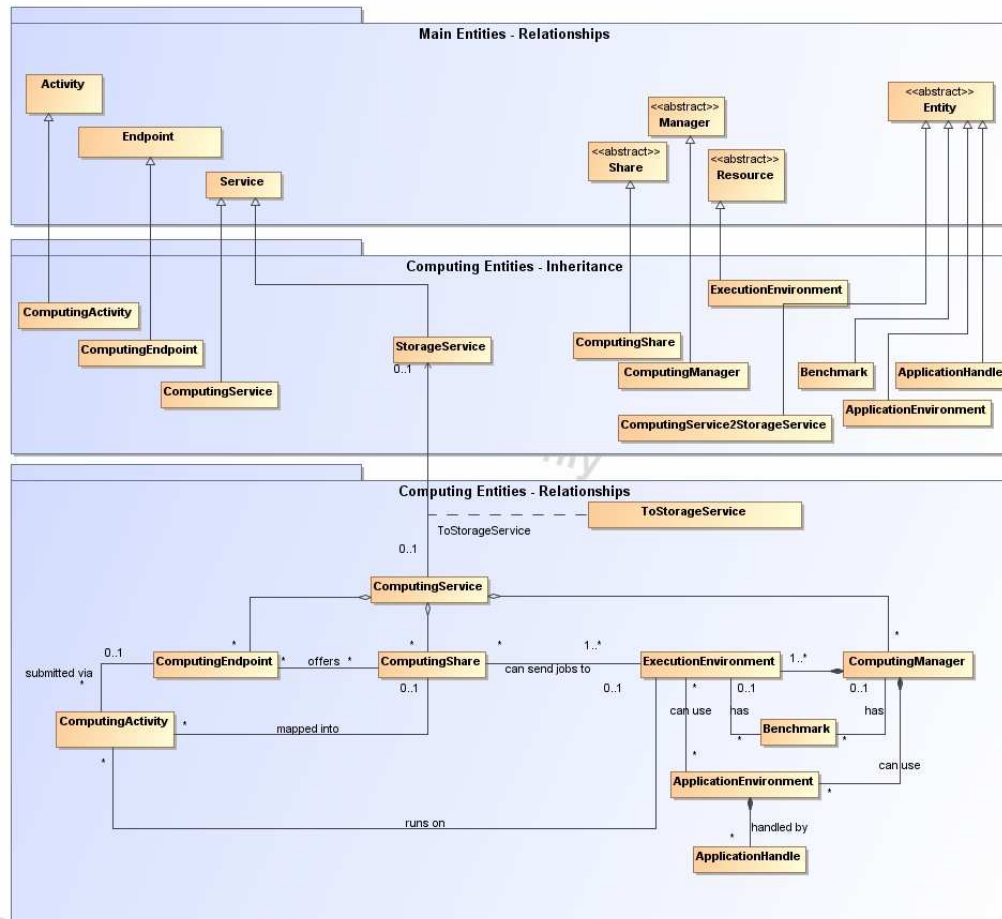 Main Entities - Relationships
Activity
Endpoint
Service
<<abstract>>
Manager
<<abstract>>
Share
<<abstract>>
Resource
<<abstract>>
Entity
Computing Entities - Inheritance
ComputingActivity
ComputingEndpoint
ComputingService
StorageService
0..1
ComputingShare
ComputingManager
ExecutionEnvironment
ComputingService2StorageService
Benchmark
ApplicationHandle
ApplicationEnvironment
Computing Entities - Relationships
ToStorageService
ToStorageService
0..1
ComputingService
* * *
0..1
ComputingEndpoint
* offers *
ComputingShare
* 1..*
can send jobs to
ExecutionEnvironment
1..*
ComputingManager
submitted via
*
0..1 0..1 * 0..1 0..1
can use
has
has
ComputingActivity
*
mapped into
Benchmark
* *
*
can use
*
ApplicationEnvironment
*
runs on
handled by
*
ApplicationHandle